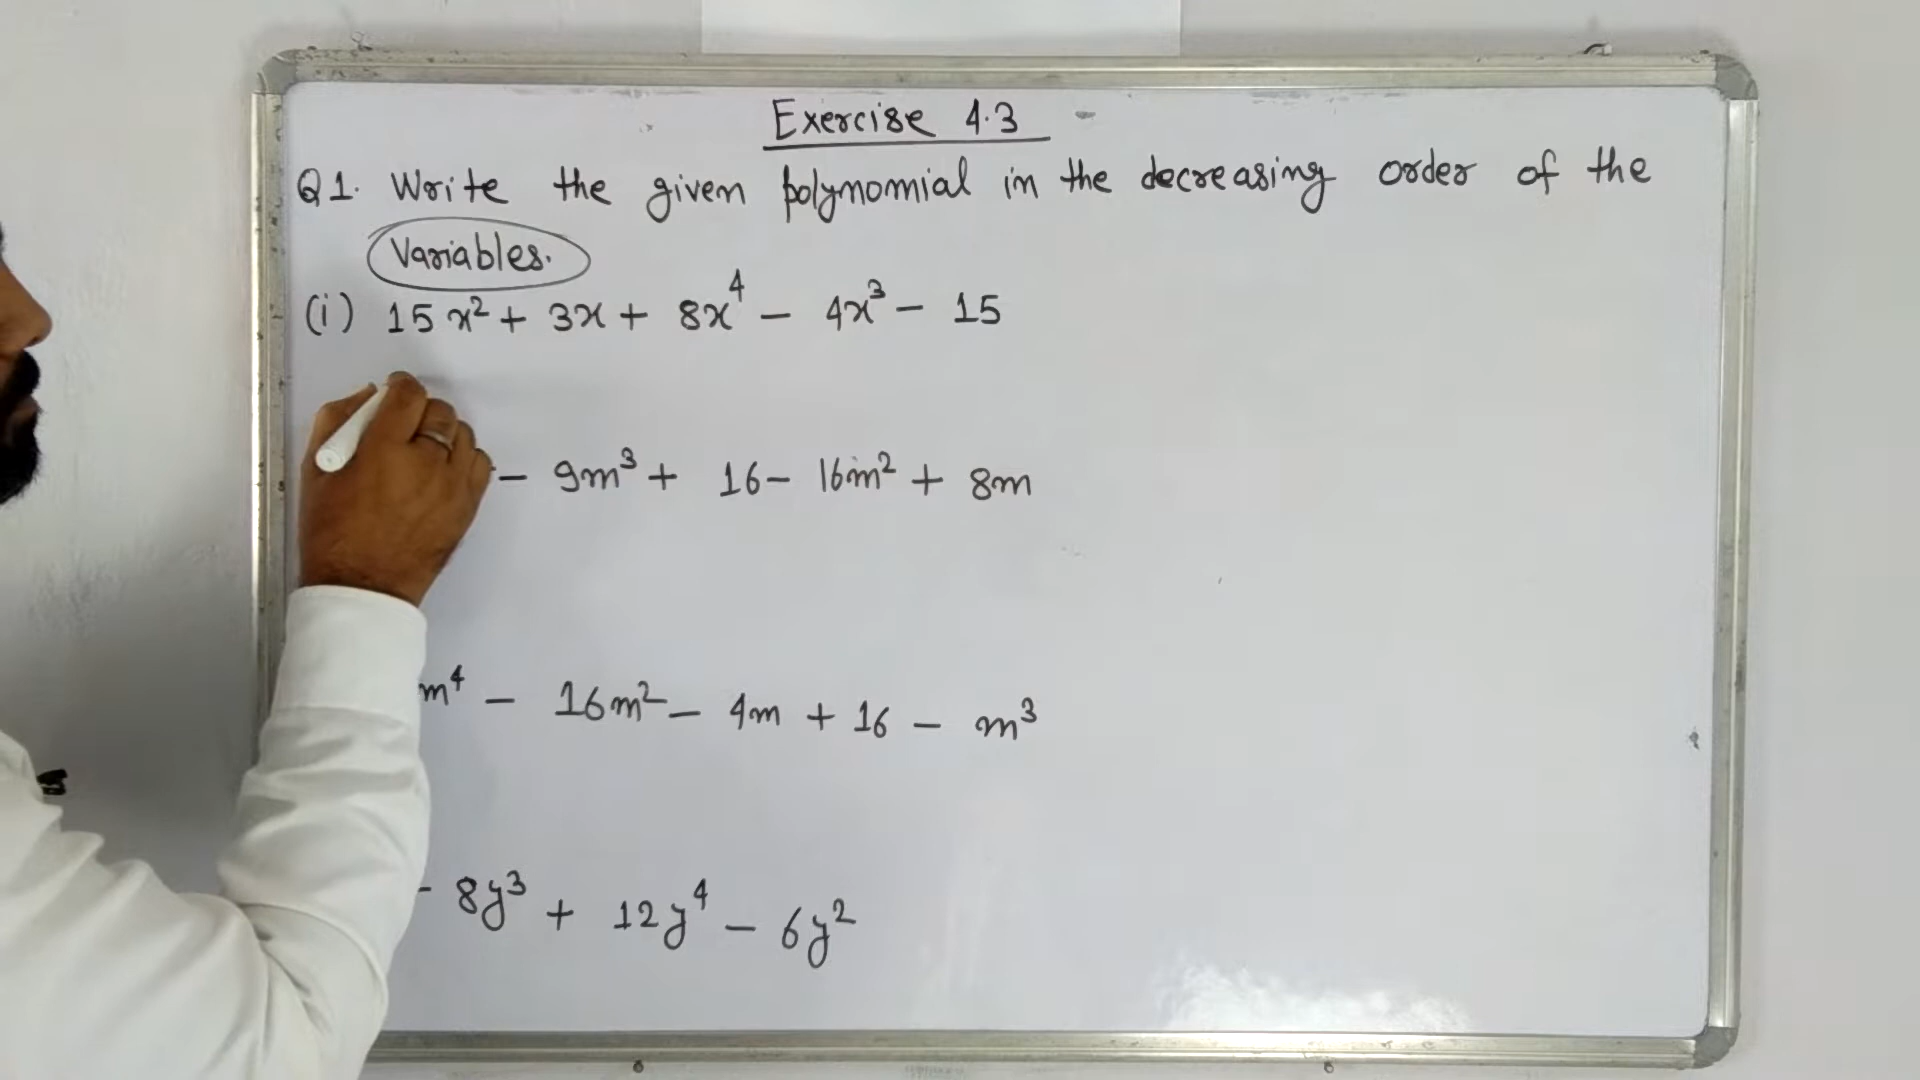 Exercise 4.3
Q1. Write the given polynomial in the decreasing order of the
Variables.
(i) 15x² + 3x + 8x⁴ - 4x³ - 15
- 9m³ + 16 - 16m² + 8m
m⁴ - 16m² - 4m + 16 - m³
- 8y³ + 12y⁴ - 6y²